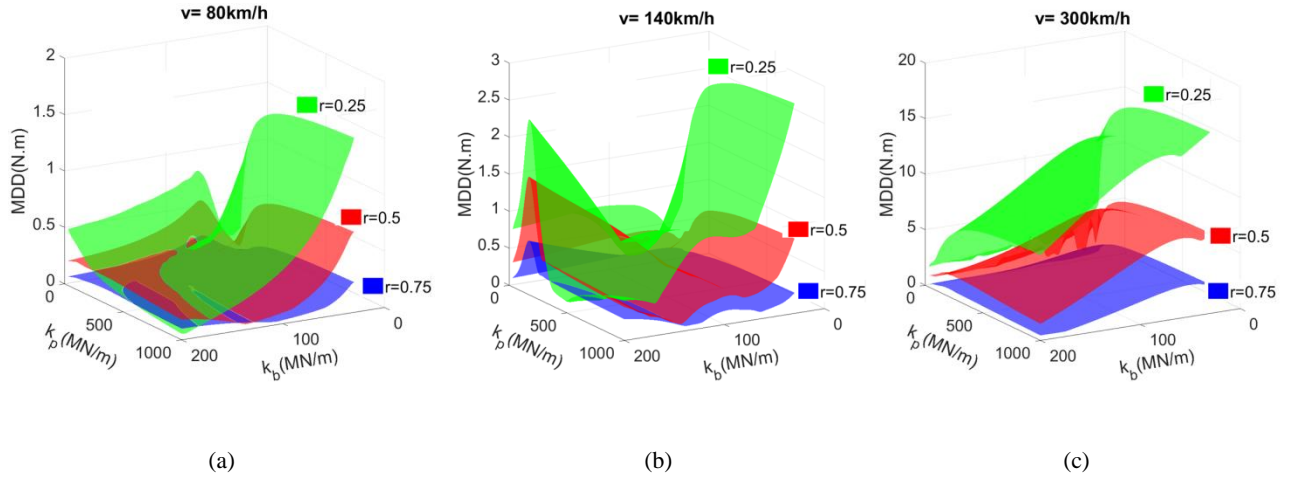 v= 80km/h
2
1.5
1
0.5
0
MDD(N.m)
0
500
1000
k_p(MN/m)
200
100
0
k_b(MN/m)
r=0.25
r=0.5
r=0.75
(a)
v= 140km/h
3
2.5
2
1.5
1
0.5
0
MDD(N.m)
0
500
1000
k_p(MN/m)
200
100
0
k_b(MN/m)
r=0.25
r=0.5
r=0.75
(b)
v= 300km/h
20
15
10
5
0
MDD(N.m)
0
500
1000
k_p(MN/m)
200
100
0
k_b(MN/m)
r=0.25
r=0.5
r=0.75
(c)